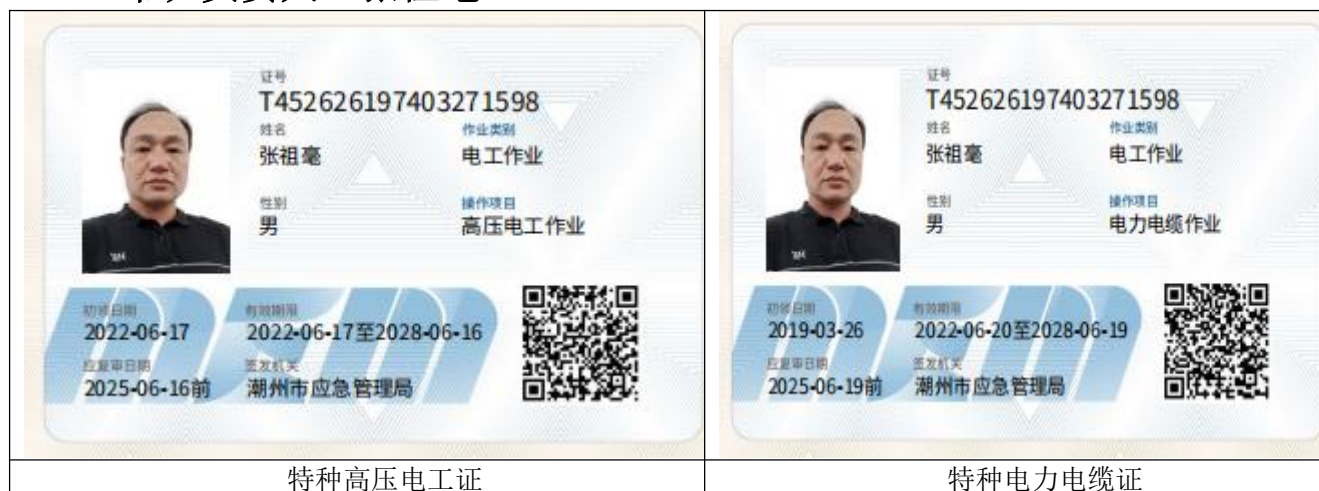 证号
T452626197403271598
姓名
作业类别
张祖毫
电工作业
性别
操作项目
男
高压电工作业
初领日期
有效期限
2022-06-17
2022-06-17至2028-06-16
应复审日期
签发机关
2025-06-16前
潮州市应急管理局
特种高压电工证
证号
T452626197403271598
姓名
作业类别
张祖毫
电工作业
性别
操作项目
男
电力电缆作业
初领日期
有效期限
2019-03-26
2022-06-20至2028-06-19
应复审日期
签发机关
2025-06-19前
潮州市应急管理局
特种电力电缆证